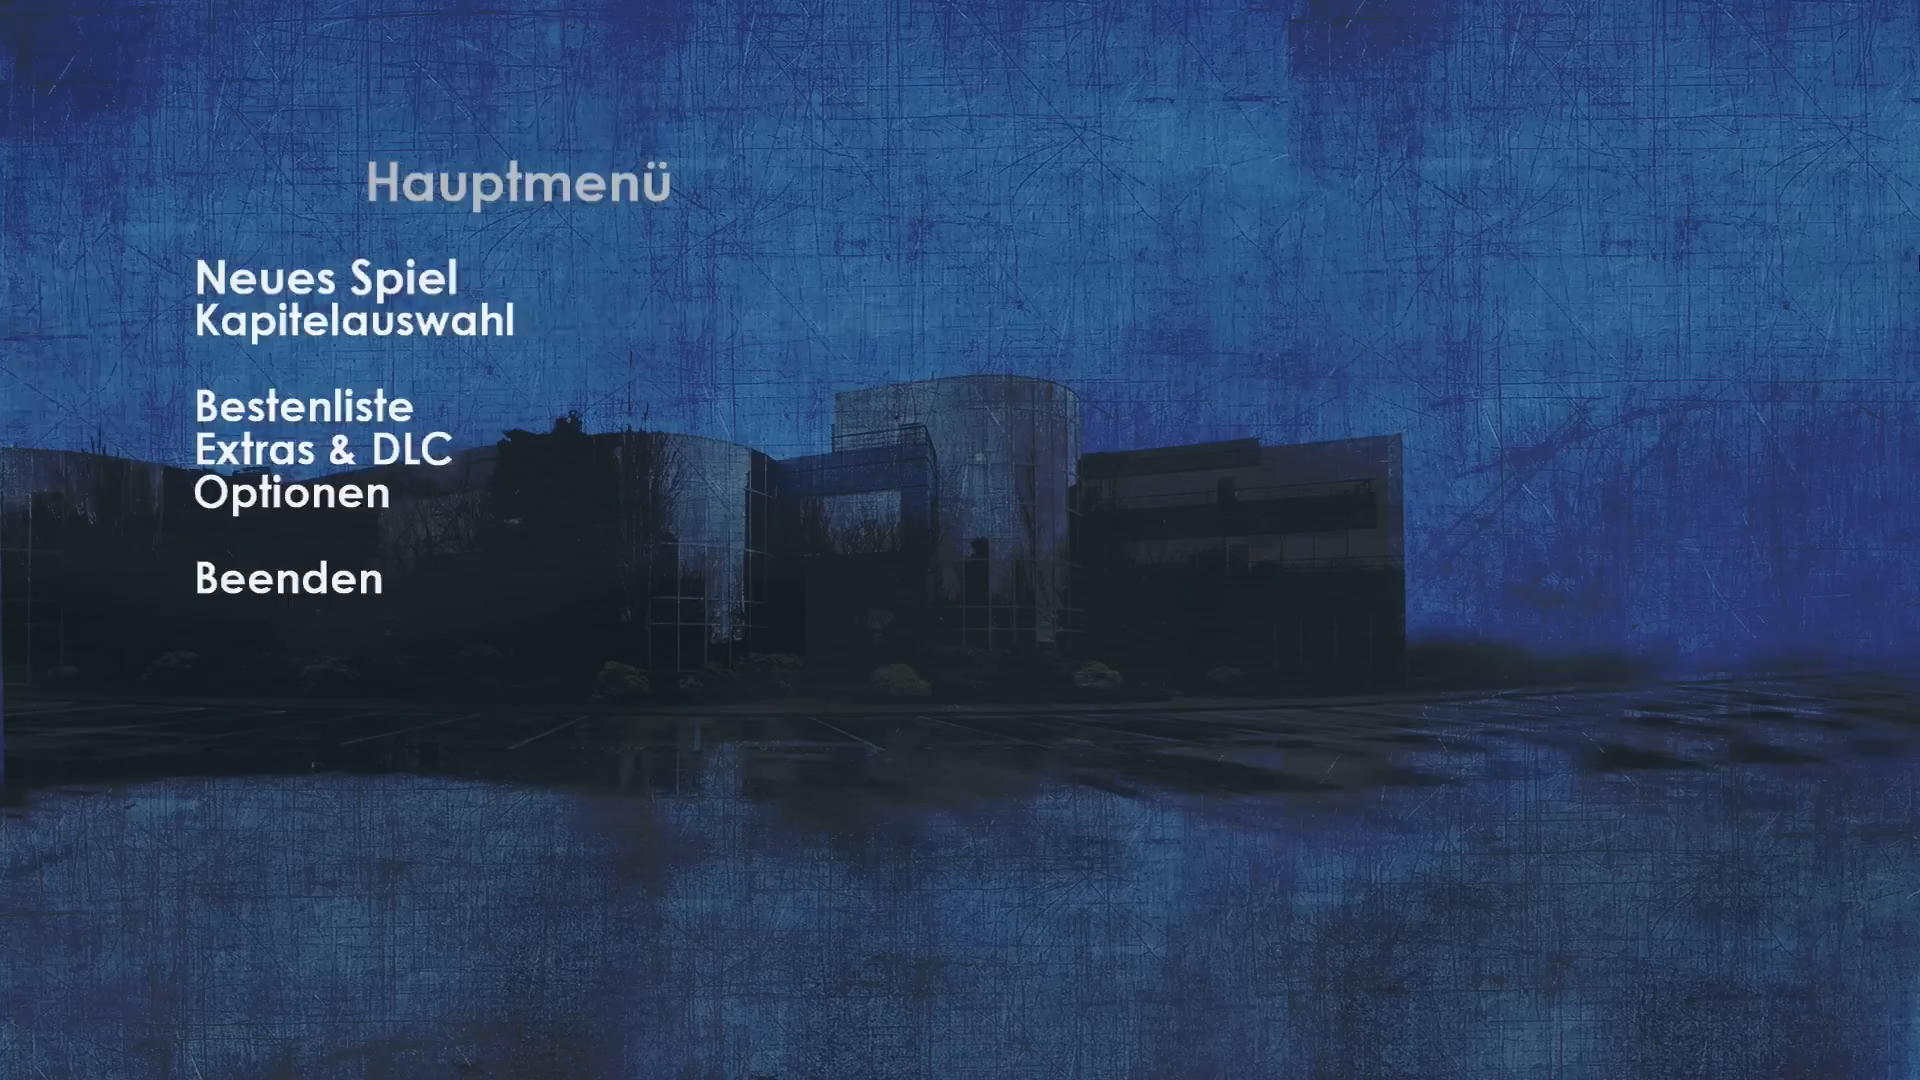 Hauptmenü
Neues Spiel
Kapitelauswahl
Bestenliste
Extras & DLC
Optionen
Beenden